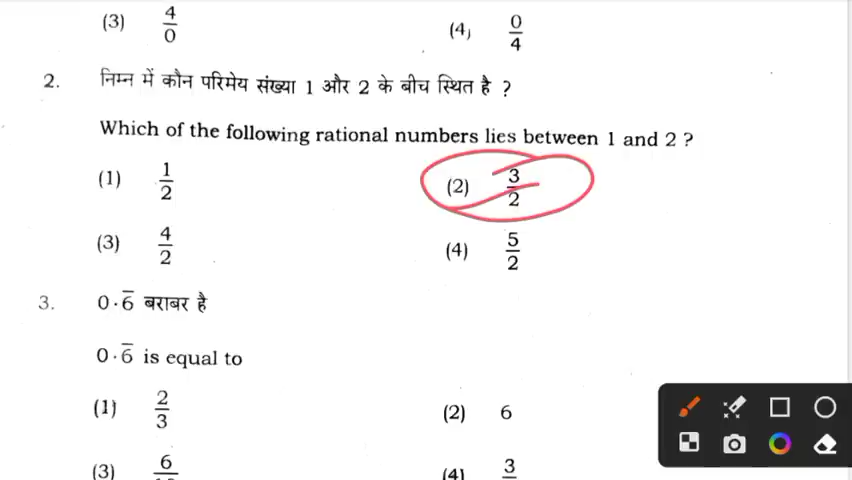 (3) 4/0 (4) 0/4
2. निम्न में कौन परिमेय संख्या 1 और 2 के बीच स्थित है ?
Which of the following rational numbers lies between 1 and 2 ?
(1) 1/2 (2) 3/2
(3) 4/2 (4) 5/2
3. 0·6̅ बराबर है
0·6̅ is equal to
(1) 2/3 (2) 6
(3) 6/ (4) 3/